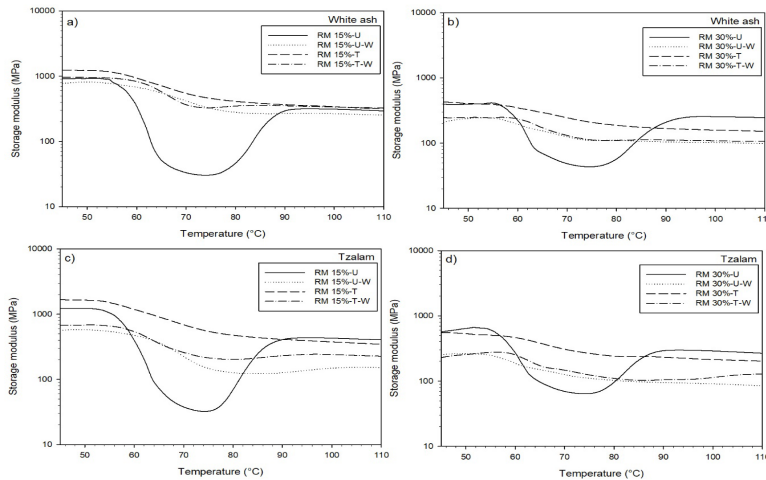 a)
White ash
RM 15%-U
RM 15%-U-W
RM 15%-T
RM 15%-T-W
Storage modulus (MPa)
1000
100
10
50 60 70 80 90 100 110
Temperature (°C)
b)
White ash
RM 30%-U
RM 30%-U-W
RM 30%-T
RM 30%-T-W
Storage modulus (MPa)
10000
1000
100
10
50 60 70 80 90 100 110
Temperature (°C)
c)
Tzalam
RM 15%-U
RM 15%-U-W
RM 15%-T
RM 15%-T-W
Storage modulus (MPa)
10000
1000
100
10
50 60 70 80 90 100 110
Temperature (°C)
d)
Tzalam
RM 30%-U
RM 30%-U-W
RM 30%-T
RM 30%-T-W
Storage modulus (MPa)
10000
1000
100
10
50 60 70 80 90 100 110
Temperature (°C)